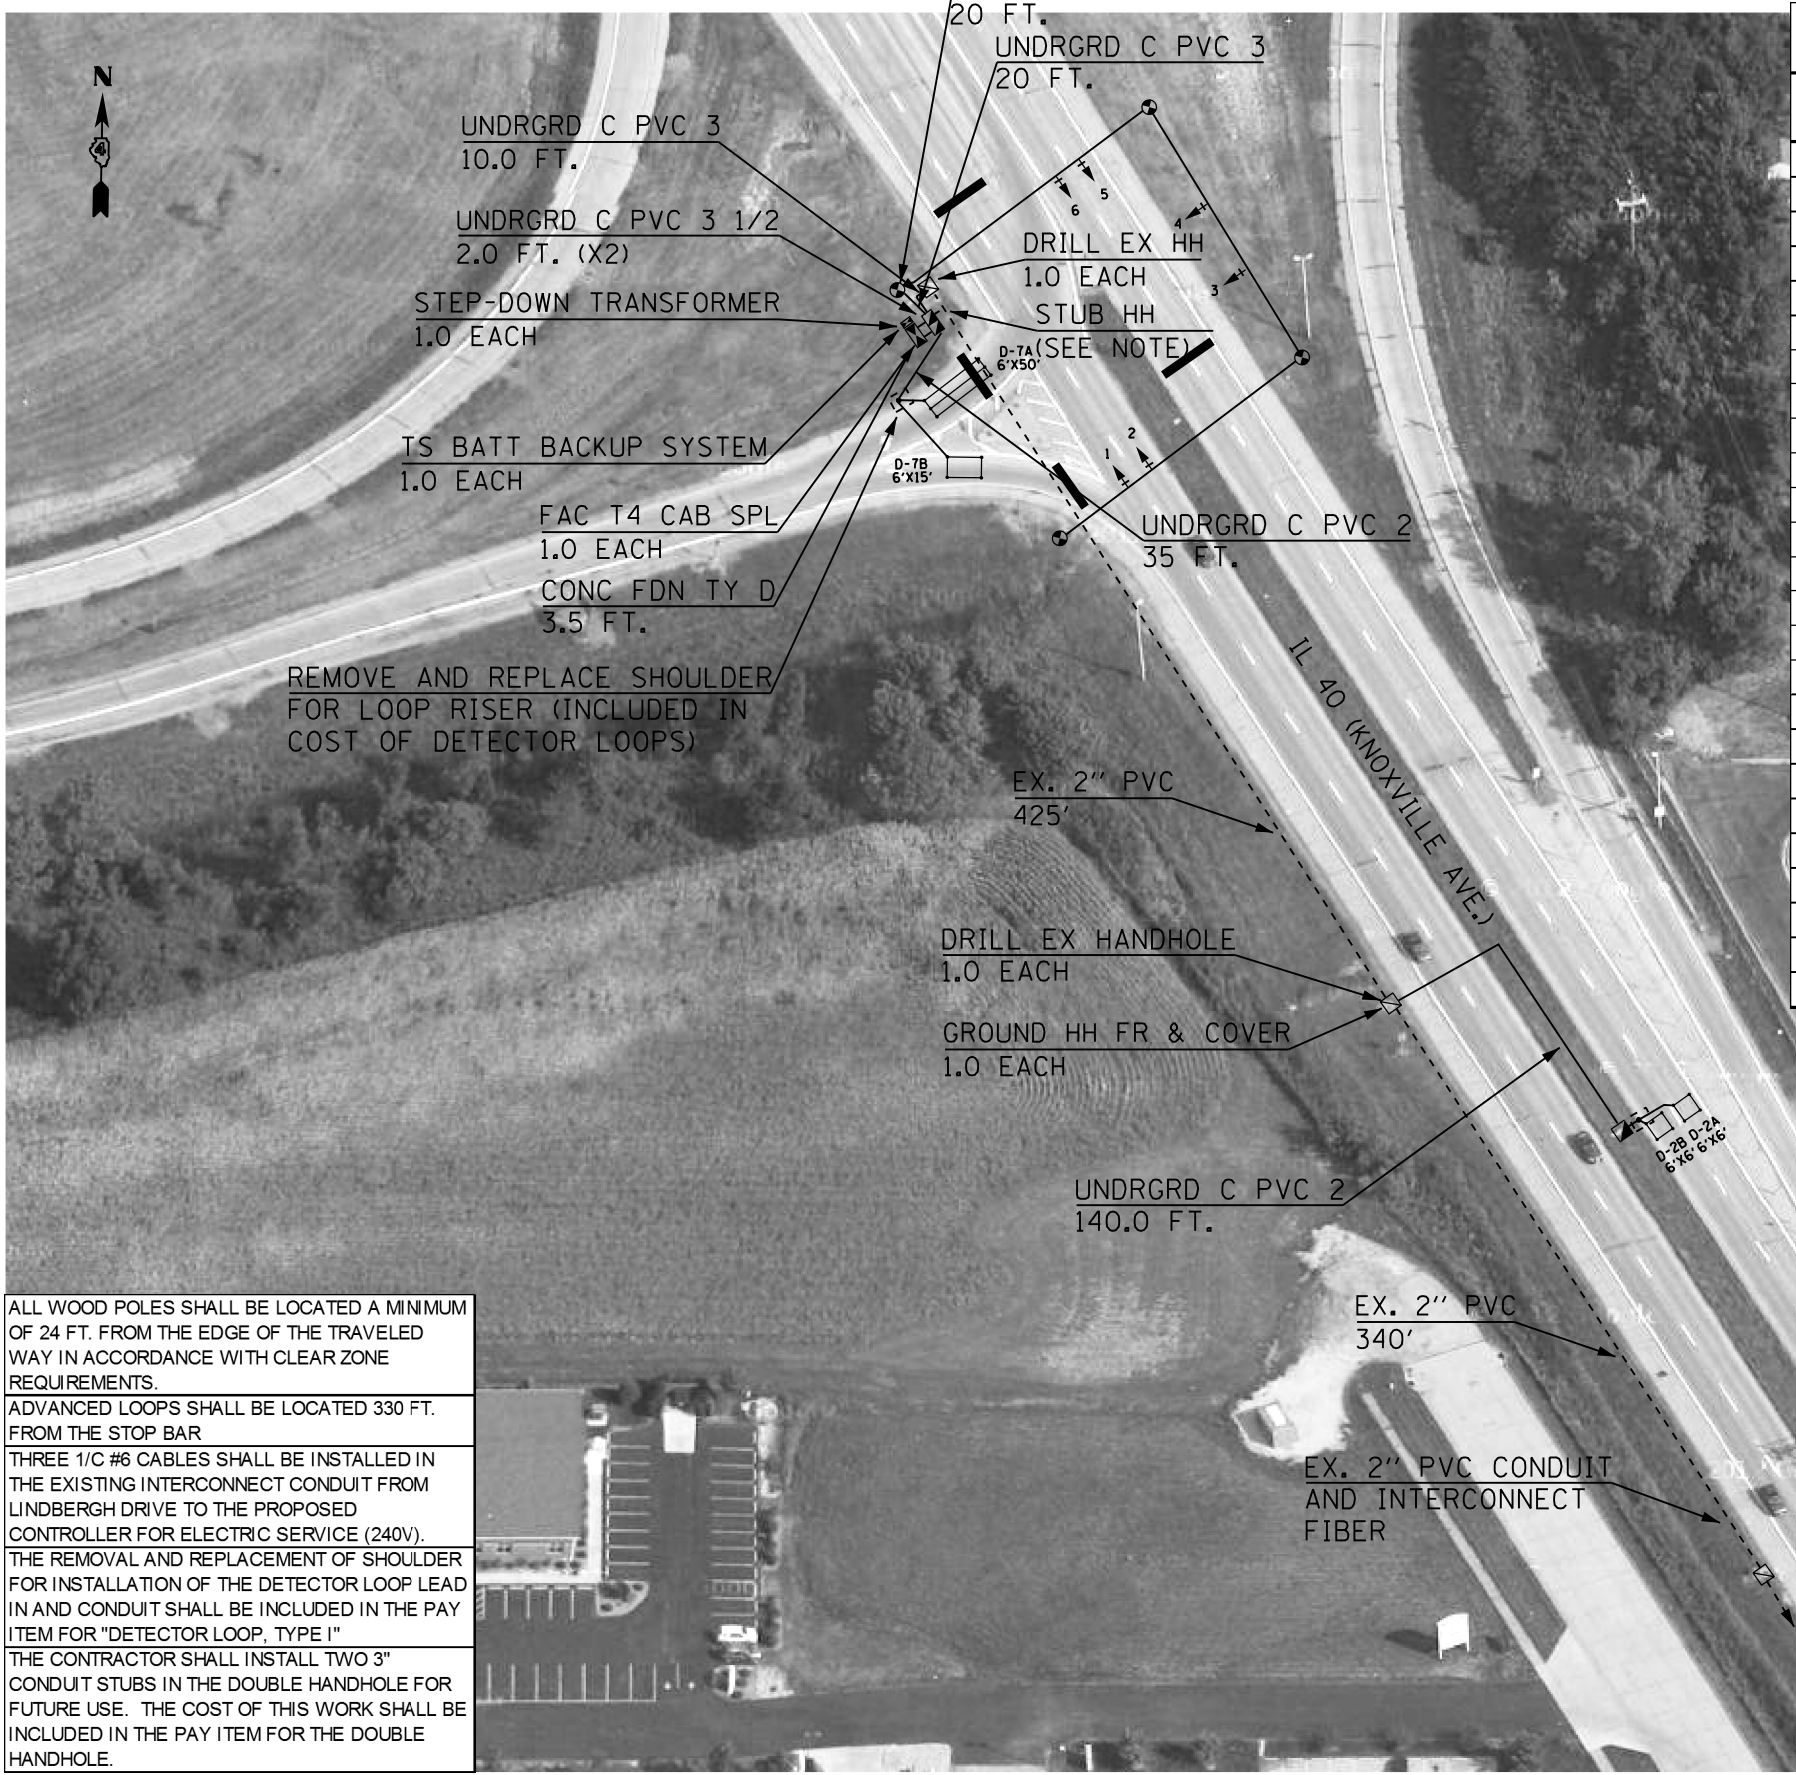 20 FT.
UNDRGRD C PVC 3
20 FT.
N
4
UNDRGRD C PVC 3
10.0 FT.
UNDRGRD C PVC 3 1/2
2.0 FT. (X2)
STEP-DOWN TRANSFORMER
1.0 EACH
5
6
4
3
DRILL EX HH
1.0 EACH
STUB HH
(SEE NOTE)
D-7A
6'X50'
TS BATT BACKUP SYSTEM
1.0 EACH
D-7B
6'X15'
1
2
FAC T4 CAB SPL
1.0 EACH
UNDRGRD C PVC 2
35 FT.
CONC FDN TY D
3.5 FT.
REMOVE AND REPLACE SHOULDER
FOR LOOP RISER (INCLUDED IN
COST OF DETECTOR LOOPS)
IL 40 (KNOXVILLE AVE.)
EX. 2'' PVC
425'
DRILL EX HANDHOLE
1.0 EACH
GROUND HH FR & COVER
1.0 EACH
D-2B D-2A
6'X6' 6'X6'
UNDRGRD C PVC 2
140.0 FT.
EX. 2'' PVC
340'
EX. 2'' PVC CONDUIT
AND INTERCONNECT
FIBER
ALL WOOD POLES SHALL BE LOCATED A MINIMUM
OF 24 FT. FROM THE EDGE OF THE TRAVELED
WAY IN ACCORDANCE WITH CLEAR ZONE
REQUIREMENTS.
ADVANCED LOOPS SHALL BE LOCATED 330 FT.
FROM THE STOP BAR
THREE 1/C #6 CABLES SHALL BE INSTALLED IN
THE EXISTING INTERCONNECT CONDUIT FROM
LINDBERGH DRIVE TO THE PROPOSED
CONTROLLER FOR ELECTRIC SERVICE (240V).
THE REMOVAL AND REPLACEMENT OF SHOULDER
FOR INSTALLATION OF THE DETECTOR LOOP LEAD
IN AND CONDUIT SHALL BE INCLUDED IN THE PAY
ITEM FOR "DETECTOR LOOP, TYPE I"
THE CONTRACTOR SHALL INSTALL TWO 3"
CONDUIT STUBS IN THE DOUBLE HANDHOLE FOR
FUTURE USE. THE COST OF THIS WORK SHALL BE
INCLUDED IN THE PAY ITEM FOR THE DOUBLE
HANDHOLE.